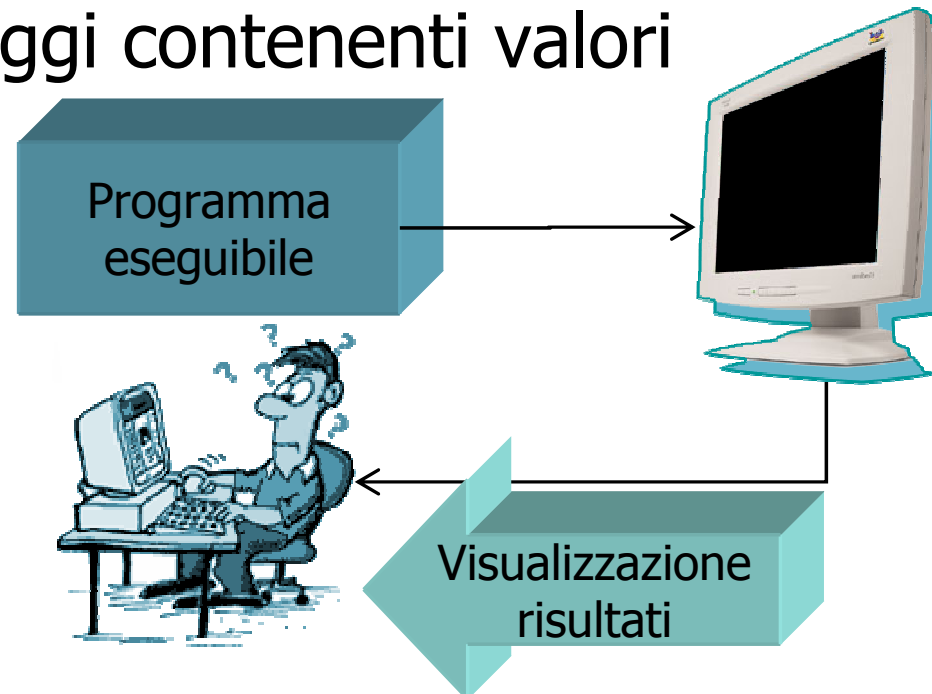 ggi contenenti valori
Programma
eseguibile
Visualizzazione
risultati